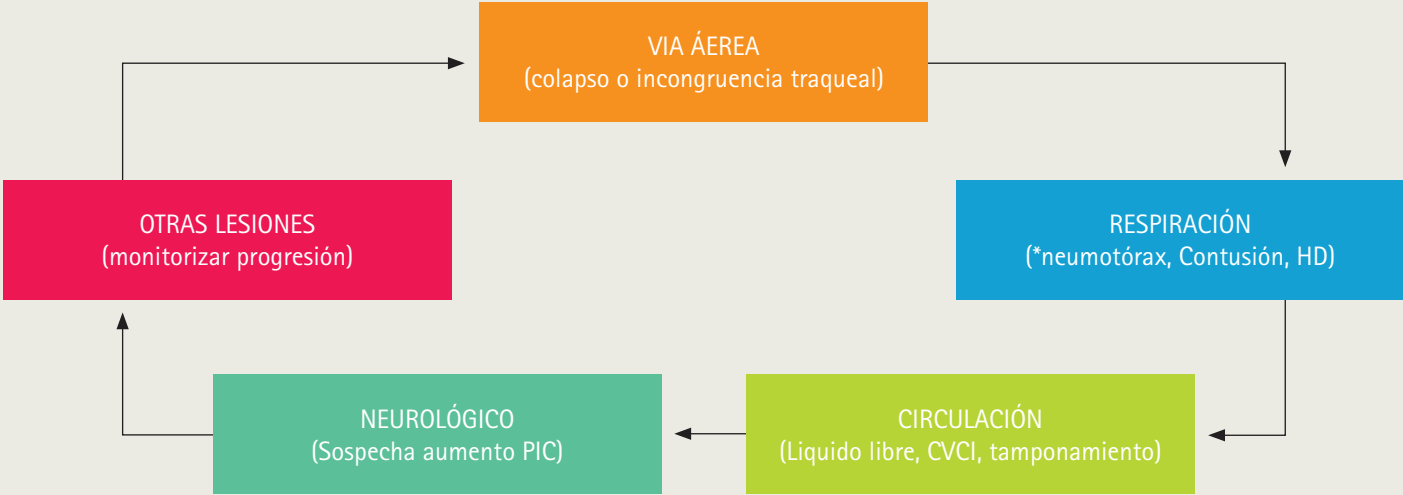 VIA ÁEREA
(colapso o incongruencia traqueal)
OTRAS LESIONES
(monitorizar progresión)
RESPIRACIÓN
(*neumotórax, Contusión, HD)
NEUROLÓGICO
(Sospecha aumento PIC)
CIRCULACIÓN
(Liquido libre, CVCI, tamponamiento)